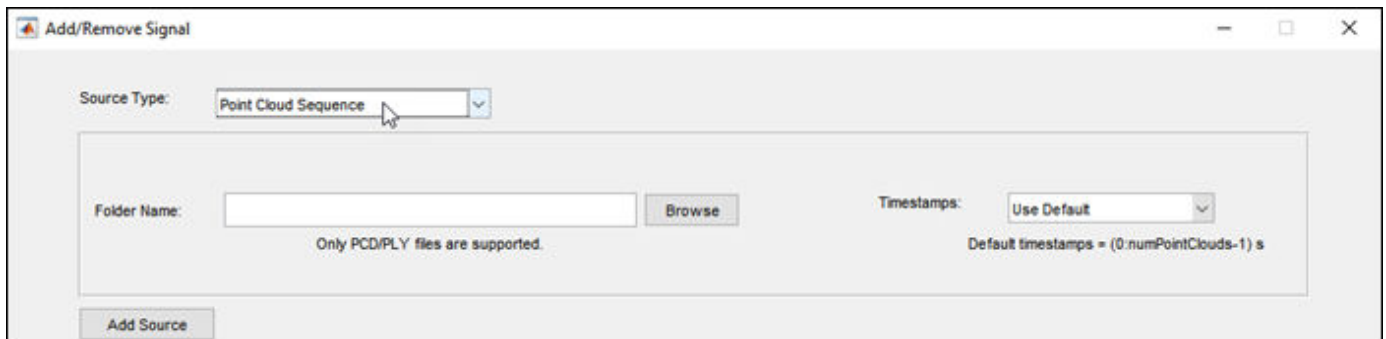 Add/Remove Signal
Source Type: Point Cloud Sequence
Folder Name: Browse Timestamps: Use Default
Only PCD/PLY files are supported. Default timestamps = (0:numPointClouds-1) s
Add Source